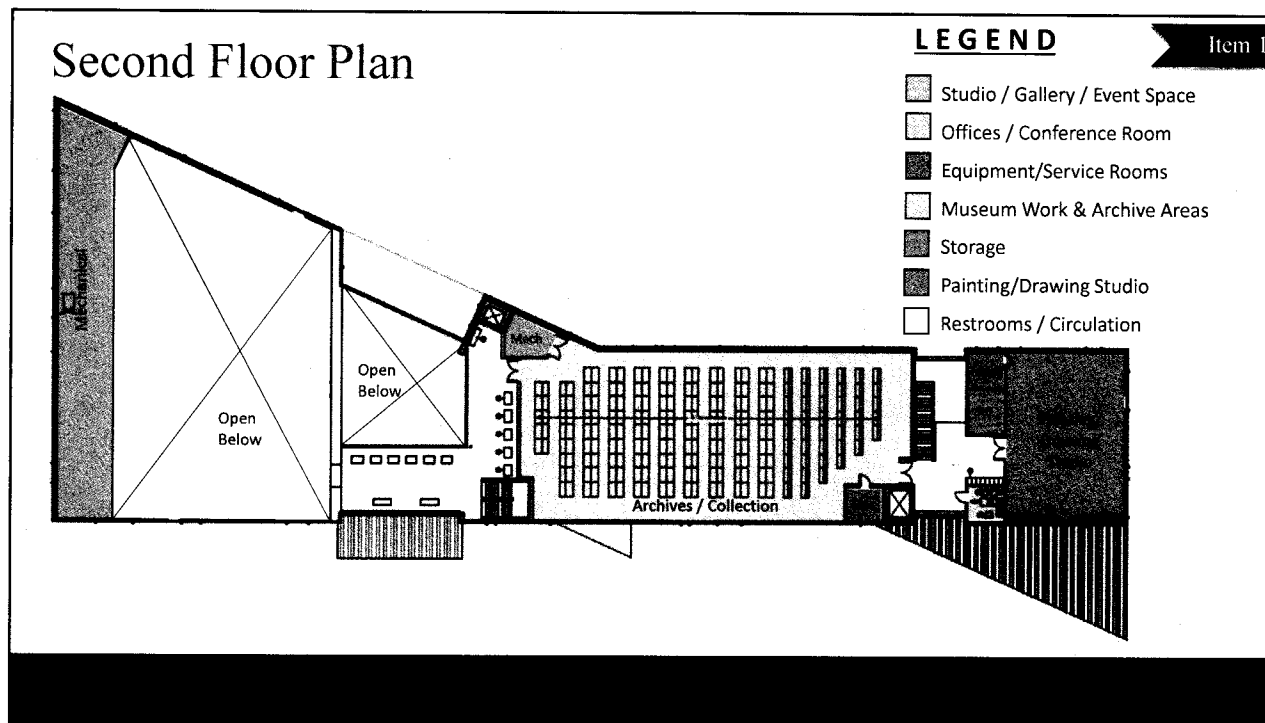 Second Floor Plan
LEGEND
Item
Studio / Gallery / Event Space
Offices / Conference Room
Equipment/Service Rooms
Museum Work & Archive Areas
Storage
Painting/Drawing Studio
Restrooms / Circulation
Mechanical
Mech
Open
Below
Open
Below
Archives / Collection